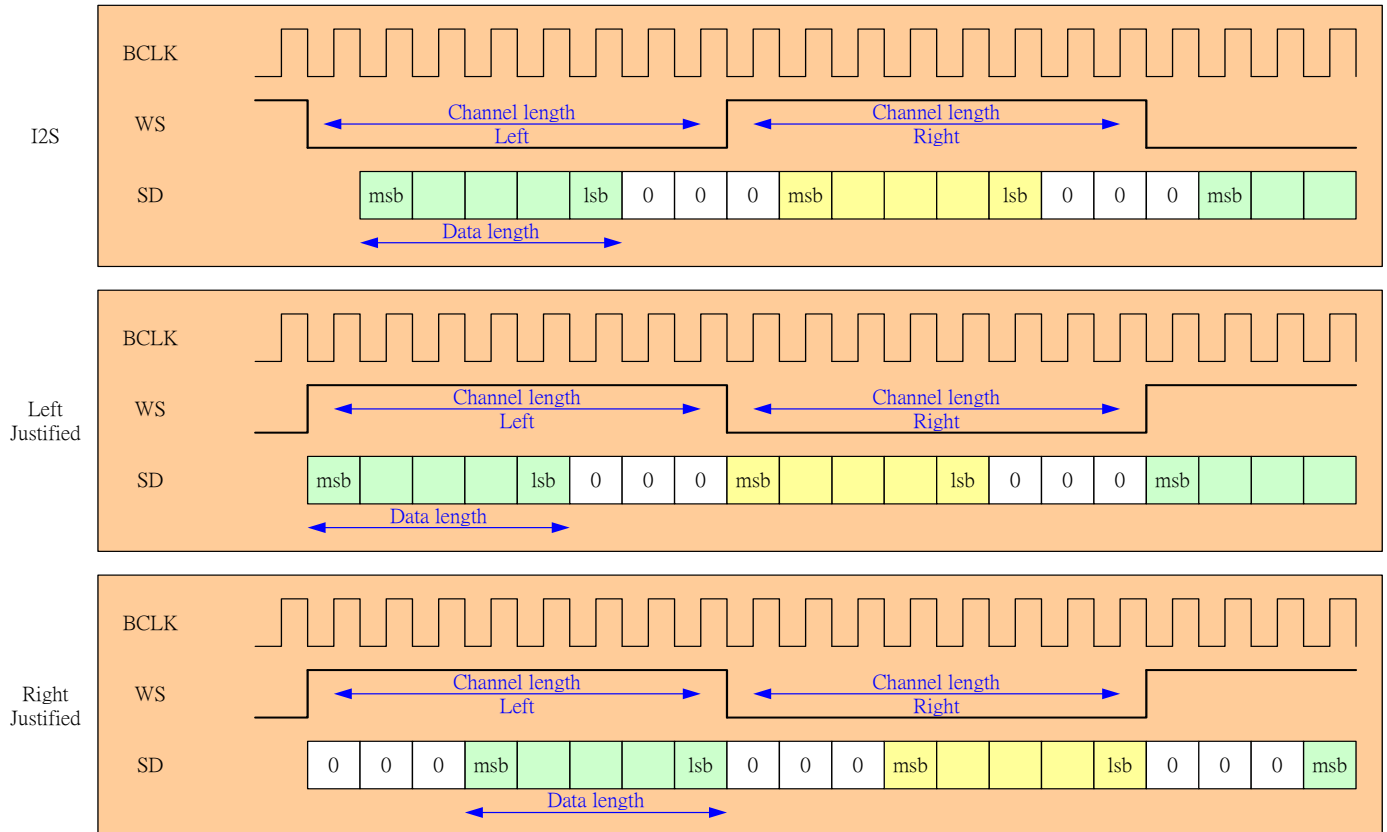 BCLK
I2S
WS
Channel length
Left
Channel length
Right
SD
msb lsb 0 0 0 msb lsb 0 0 0 msb
Data length
BCLK
Left
Justified
WS
Channel length
Left
Channel length
Right
SD
msb lsb 0 0 0 msb lsb 0 0 0 msb
Data length
BCLK
Right
Justified
WS
Channel length
Left
Channel length
Right
SD
0 0 0 msb lsb 0 0 0 msb lsb 0 0 0 msb
Data length